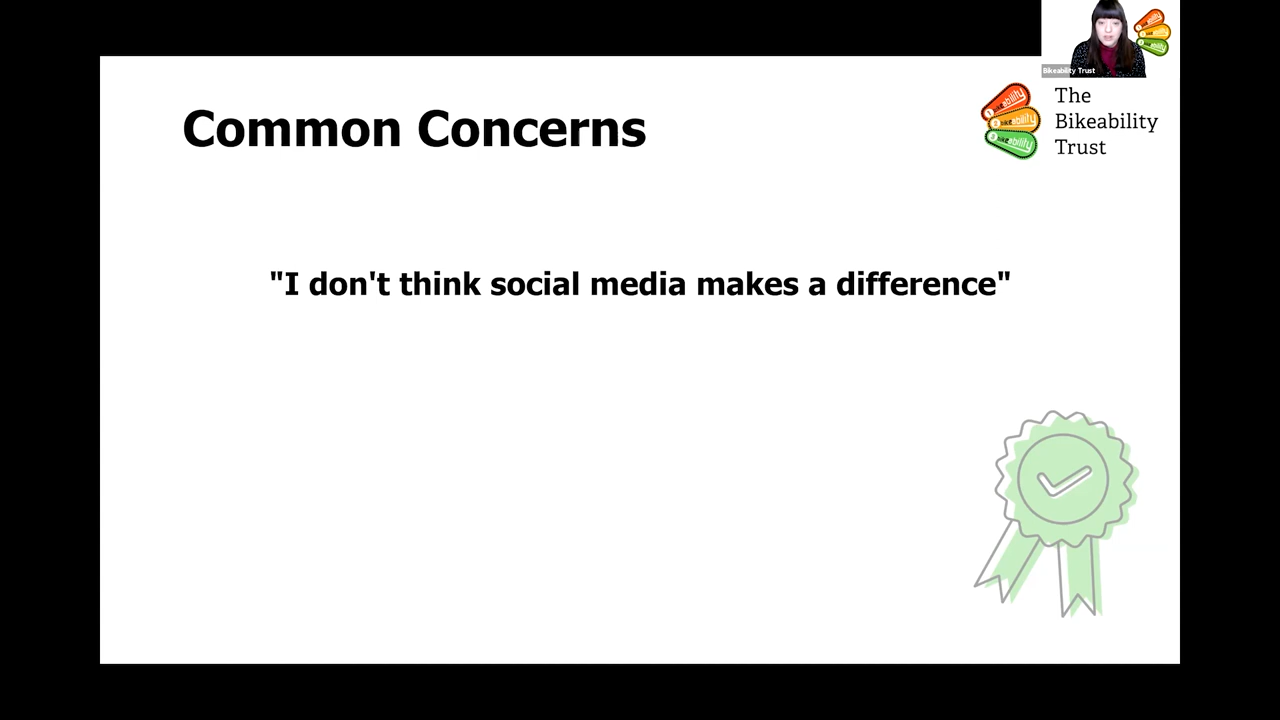 Bikeability Trust
Common Concerns
The
Bikeability
Trust
"I don't think social media makes a difference"